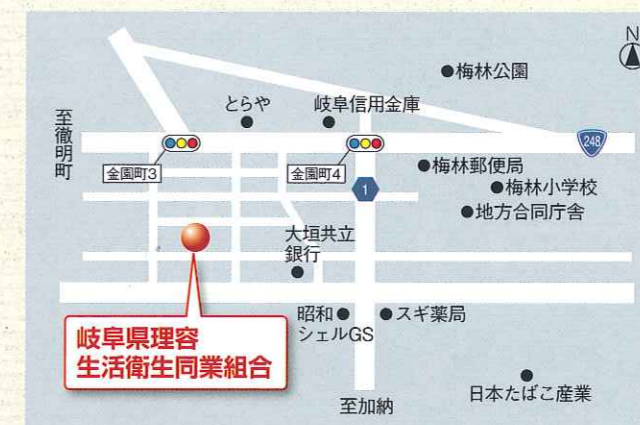 N
梅林公園
とらや
岐阜信用金庫
至徹明町
248
金園町3
金園町4
梅林郵便局
1
梅林小学校
地方合同庁舎
大垣共立
銀行
昭和
シェルGS
スギ薬局
岐阜県理容
生活衛生同業組合
日本たばこ産業
至加納